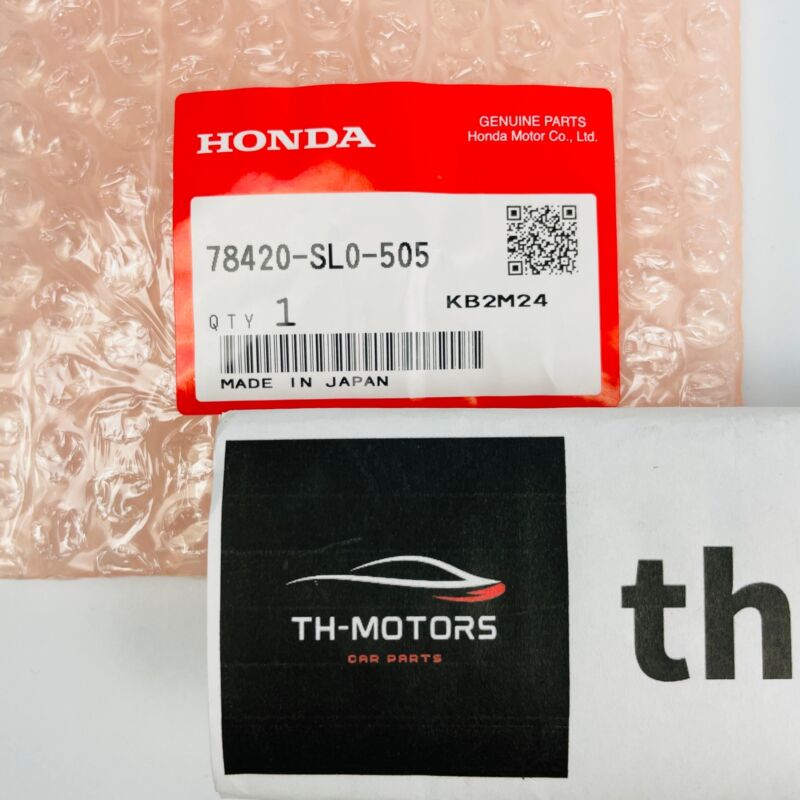 HONDA
GENUINE PARTS
Honda Motor Co., Ltd.
78420-SL0-505
KB2M24
QTY 1
MADE IN JAPAN
TH-MOTORS
CAR PARTS
th